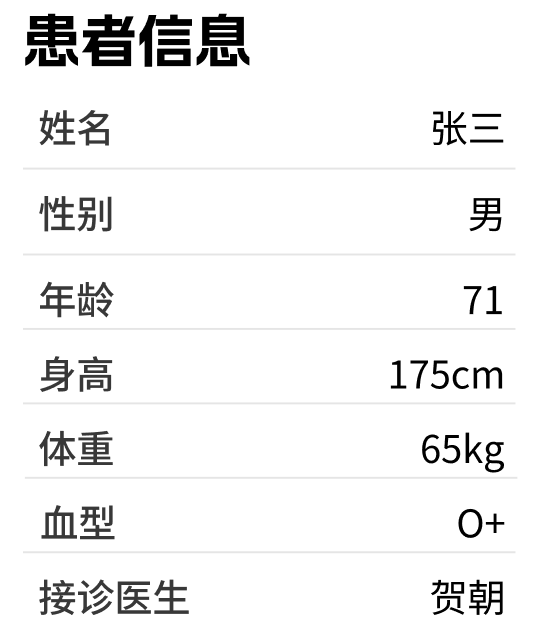 患者信息
姓名 张三
性别 男
年龄 71
身高 175cm
体重 65kg
血型 O+
接诊医生 贺朝